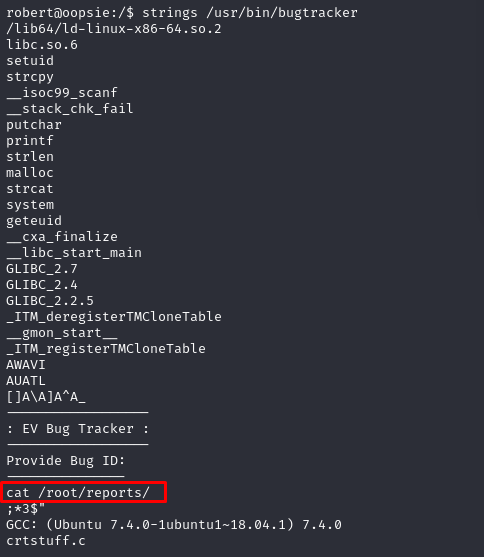 robert@oopsie:/$ strings /usr/bin/bugtracker
/lib64/ld-linux-x86-64.so.2
libc.so.6
setuid
strcpy
__isoc99_scanf
__stack_chk_fail
putchar
printf
strlen
malloc
strcat
system
geteuid
__cxa_finalize
__libc_start_main
GLIBC_2.7
GLIBC_2.4
GLIBC_2.2.5
_ITM_deregisterTMCloneTable
__gmon_start__
_ITM_registerTMCloneTable
AWAVI
AUATL
[]A\A]A^A_
------------------
: EV Bug Tracker :
------------------
Provide Bug ID:
---------------
cat /root/reports/
;*3$"
GCC: (Ubuntu 7.4.0-1ubuntu1~18.04.1) 7.4.0
crtstuff.c